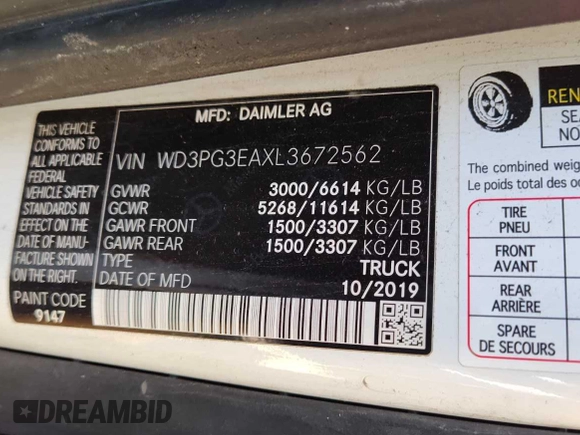 THIS VEHICLE
CONFORMS TO
ALL APPLICABLE
FEDERAL
VEHICLE SAFETY
STANDARDS IN
EFFECT ON THE
DATE OF MANU-
FACTURE SHOWN
ON THE RIGHT.
PAINT CODE
9147
MFD: DAIMLER AG
VIN WD3PG3EAXL3672562
GVWR 3000/6614 KG/LB
GCWR 5268/11614 KG/LB
GAWR FRONT 1500/3307 KG/LB
GAWR REAR 1500/3307 KG/LB
TYPE TRUCK
DATE OF MFD 10/2019
The combined weig
Le poids total des oc
TIRE
PNEU
FRONT
AVANT
REAR
ARRIÈRE
SPARE
DE SECOURS
DREAMBID